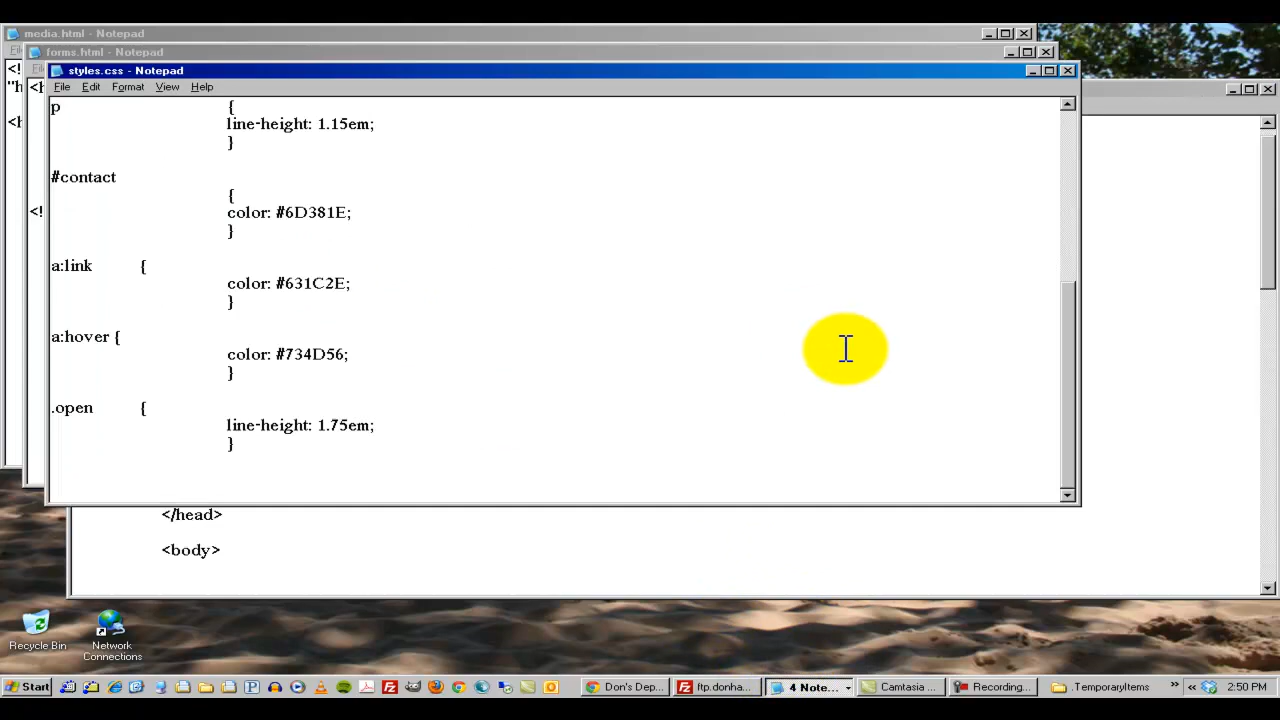 media.html - Notepad
forms.html - Notepad
styles.css - Notepad
File Edit Format View Help
p {
line-height: 1.15em;
}
#contact
{
color: #6D381E;
}
a:link {
color: #631C2E;
}
a:hover {
color: #734D56;
}
.open {
line-height: 1.75em;
}
</head>
<body>
Recycle Bin
Network Connections
Start
Don's Dep...
ftp.donha...
4 Note...
Camtasia ...
Recording...
.TemporaryItems
2:50 PM